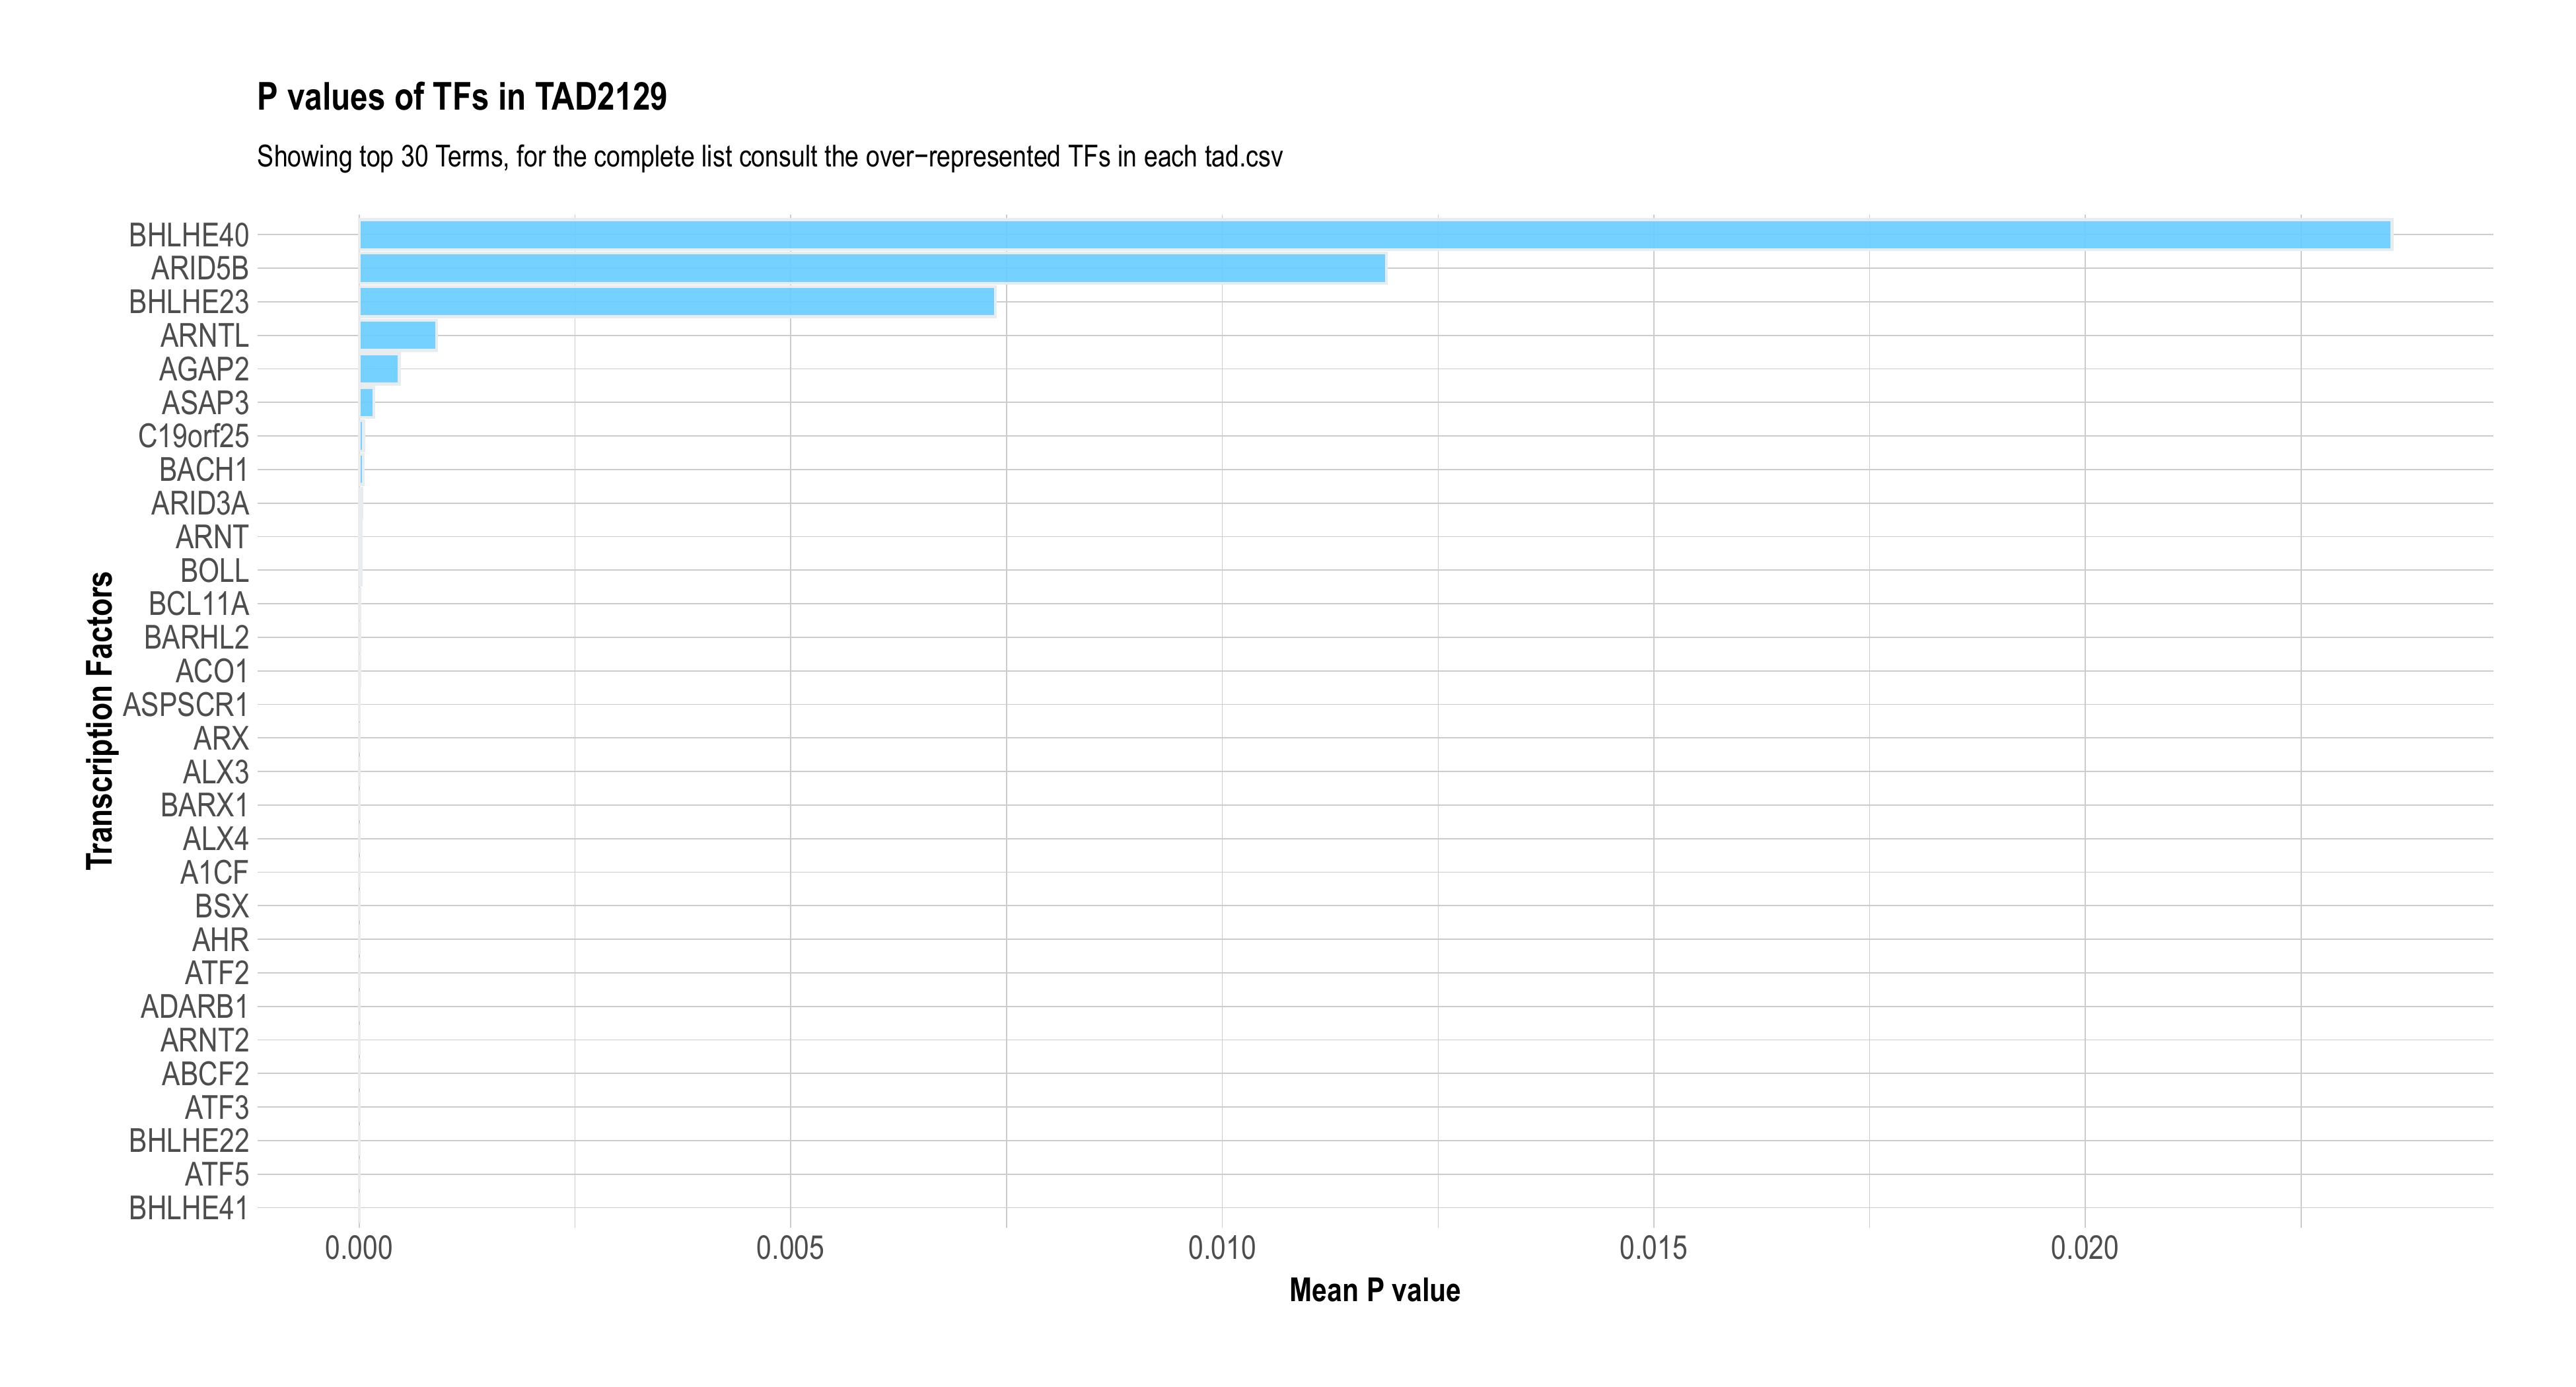 P values of TFs in TAD2129
Showing top 30 Terms, for the complete list consult the over−represented TFs in each tad.csv
Transcription Factors
BHLHE40
ARID5B
BHLHE23
ARNTL
AGAP2
ASAP3
C19orf25
BACH1
ARID3A
ARNT
BOLL
BCL11A
BARHL2
ACO1
ASPSCR1
ARX
ALX3
BARX1
ALX4
A1CF
BSX
AHR
ATF2
ADARB1
ARNT2
ABCF2
ATF3
BHLHE22
ATF5
BHLHE41
0.000 0.005 0.010 0.015 0.020
Mean P value